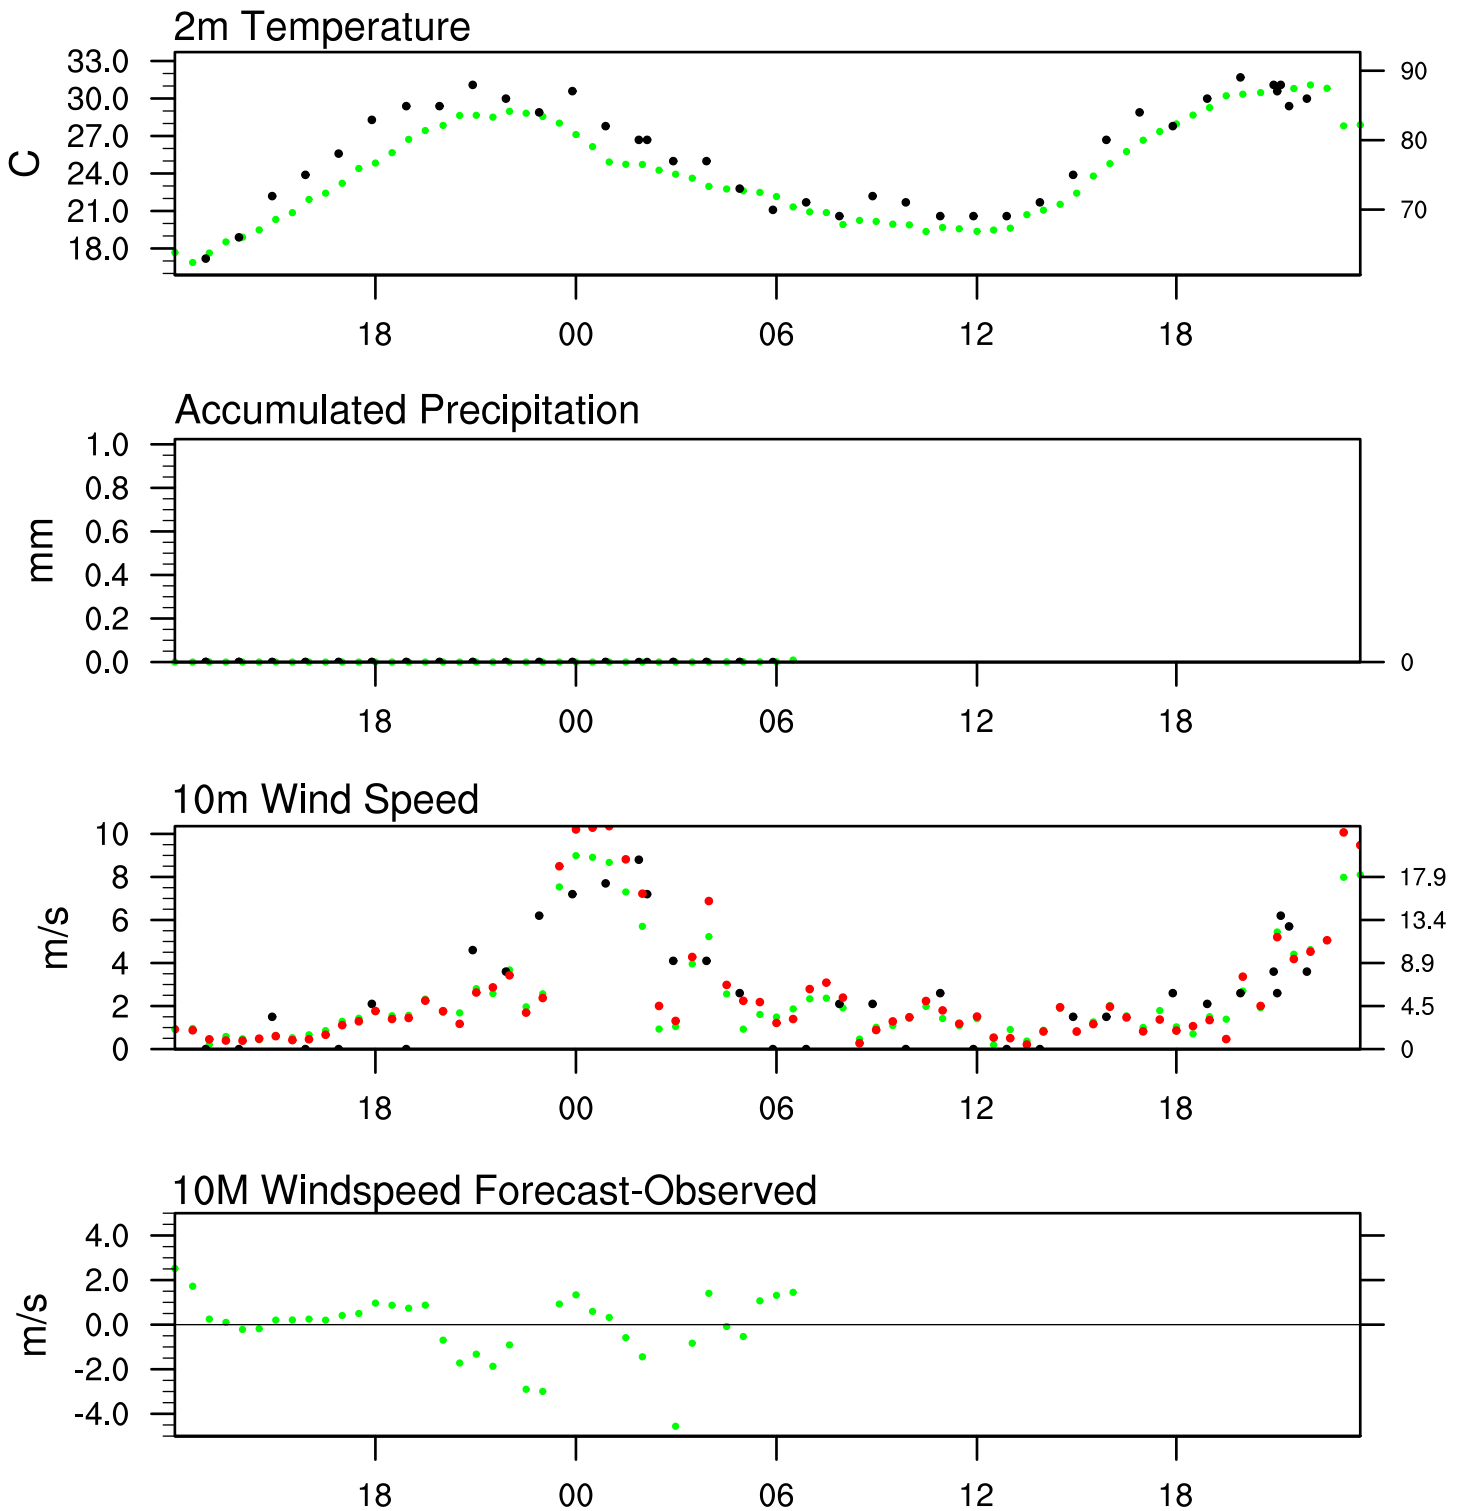 2m Temperature
33.0
30.0
27.0
24.0
21.0
18.0
C
90
80
70
18 00 06 12 18
Accumulated Precipitation
1.0
0.8
0.6
0.4
0.2
0.0
mm
0
18 00 06 12 18
10m Wind Speed
10
8
6
4
2
0
m/s
17.9
13.4
8.9
4.5
0
18 00 06 12 18
10M Windspeed Forecast-Observed
4.0
2.0
0.0
-2.0
-4.0
m/s
18 00 06 12 18